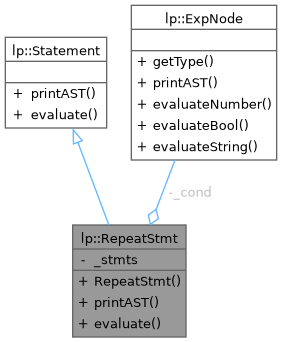 lp::ExpNode
+ getType()
+ printAST()
+ evaluateNumber()
+ evaluateBool()
+ evaluateString()
lp::Statement
+ printAST()
+ evaluate()
-_cond
lp::RepeatStmt
- _stmts
+ RepeatStmt()
+ printAST()
+ evaluate()